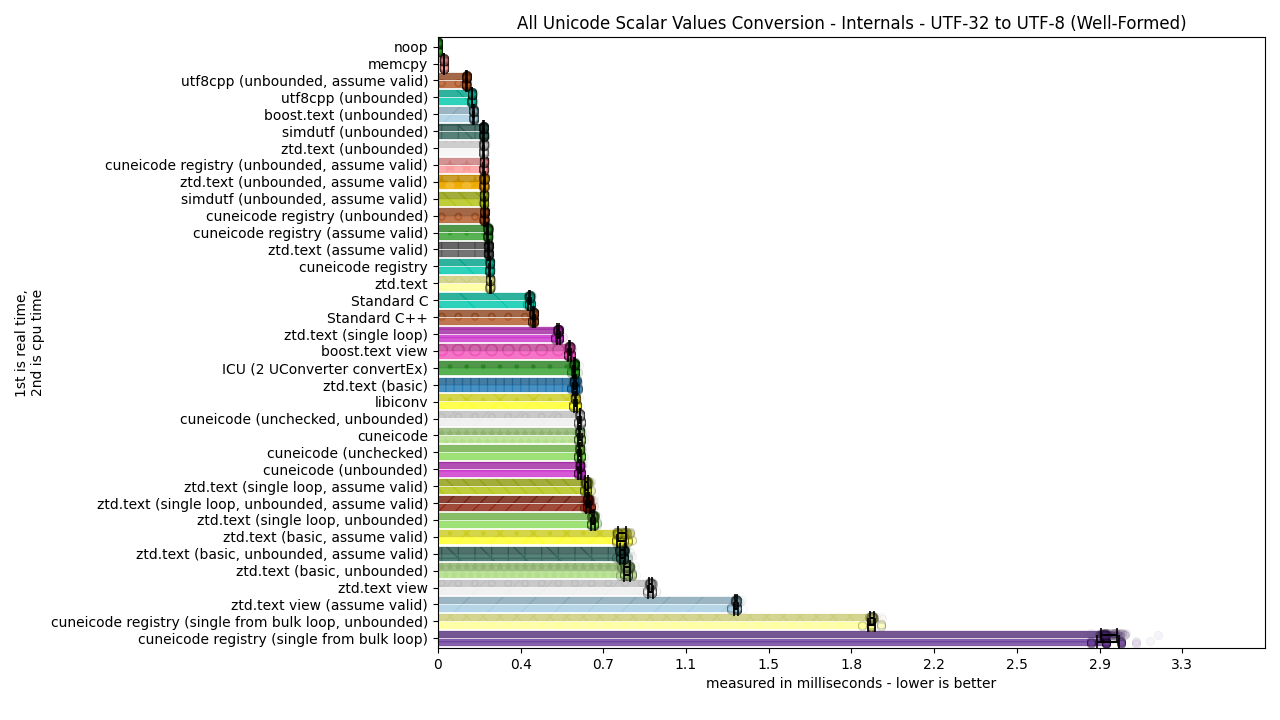 All Unicode Scalar Values Conversion - Internals - UTF-32 to UTF-8 (Well-Formed)
noop
memcpy
utf8cpp (unbounded, assume valid)
utf8cpp (unbounded)
boost.text (unbounded)
simdutf (unbounded)
ztd.text (unbounded)
cuneicode registry (unbounded, assume valid)
ztd.text (unbounded, assume valid)
simdutf (unbounded, assume valid)
cuneicode registry (unbounded)
cuneicode registry (assume valid)
ztd.text (assume valid)
cuneicode registry
ztd.text
Standard C
Standard C++
ztd.text (single loop)
boost.text view
ICU (2 UConverter convertEx)
ztd.text (basic)
libiconv
cuneicode (unchecked, unbounded)
cuneicode
cuneicode (unchecked)
cuneicode (unbounded)
ztd.text (single loop, assume valid)
ztd.text (single loop, unbounded, assume valid)
ztd.text (single loop, unbounded)
ztd.text (basic, assume valid)
ztd.text (basic, unbounded, assume valid)
ztd.text (basic, unbounded)
ztd.text view
ztd.text view (assume valid)
cuneicode registry (single from bulk loop, unbounded)
cuneicode registry (single from bulk loop)
1st is real time,
2nd is cpu time
0 0.4 0.7 1.1 1.5 1.8 2.2 2.5 2.9 3.3
measured in milliseconds - lower is better